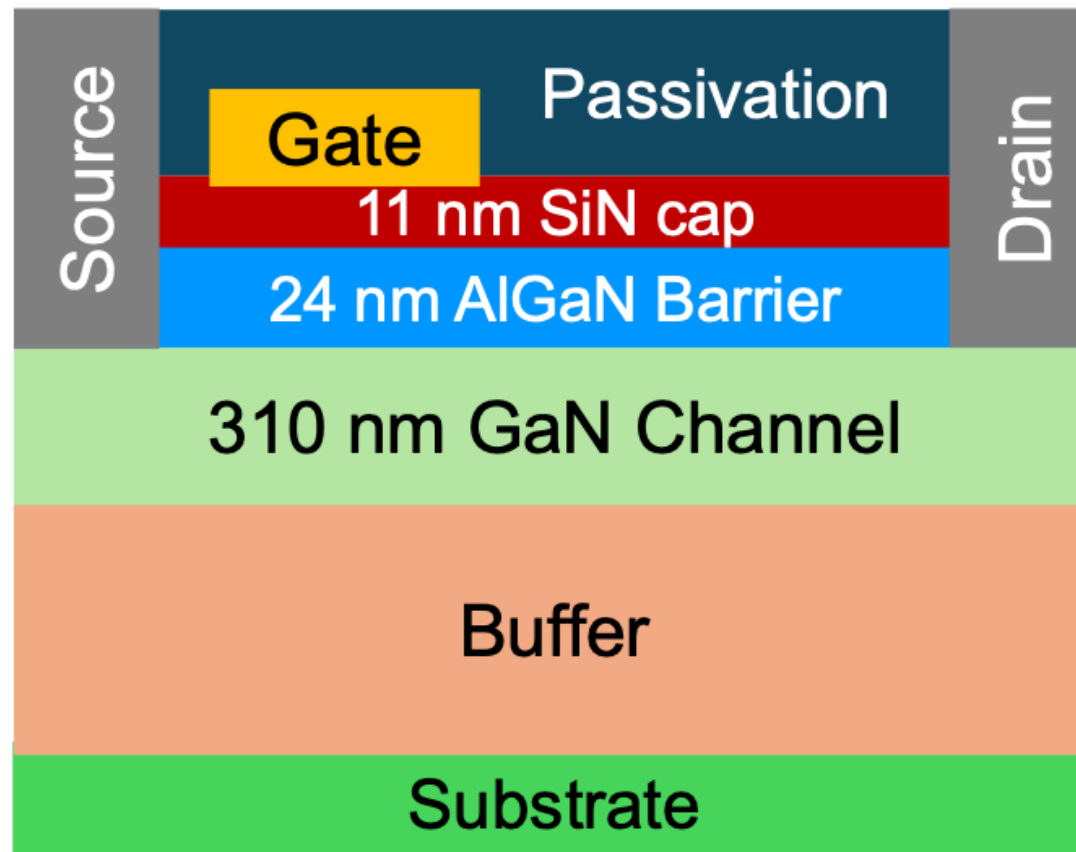 Source
Passivation
Gate
Drain
11 nm SiN cap
24 nm AlGaN Barrier
310 nm GaN Channel
Buffer
Substrate